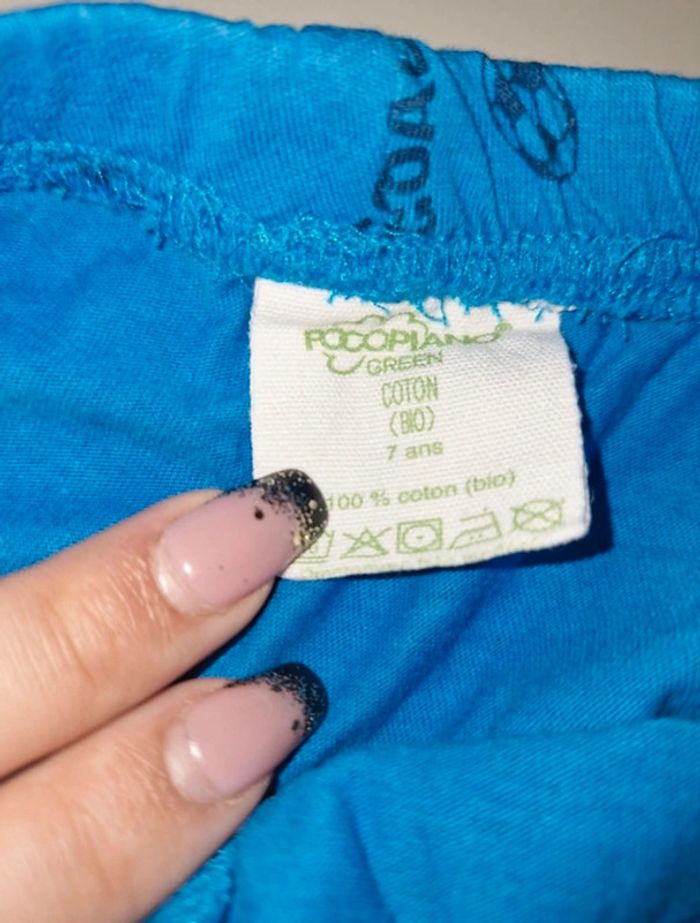 POCOPIANO®
GREEN
COTON
(BIO)
7 ans
100 % coton (bio)